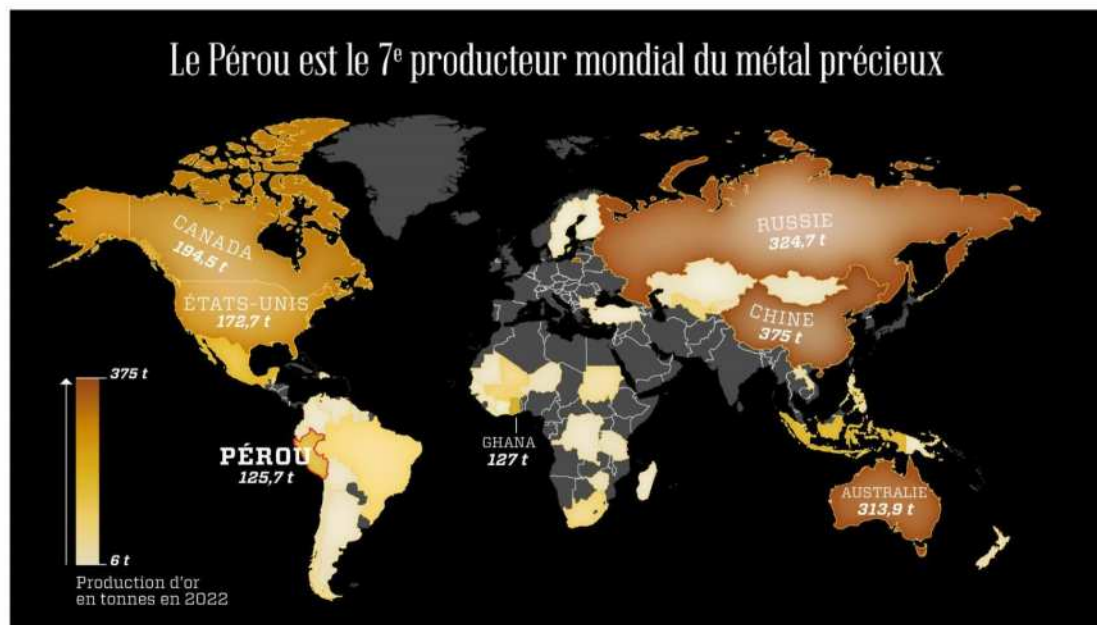 Le Pérou est le 7e producteur mondial du métal précieux
CANADA
194,5 t
ÉTATS-UNIS
172,7 t
RUSSIE
324,7 t
CHINE
375 t
375 t
6 t
Production d'or
en tonnes en 2022
PÉROU
125,7 t
GHANA
127 t
AUSTRALIE
313,9 t